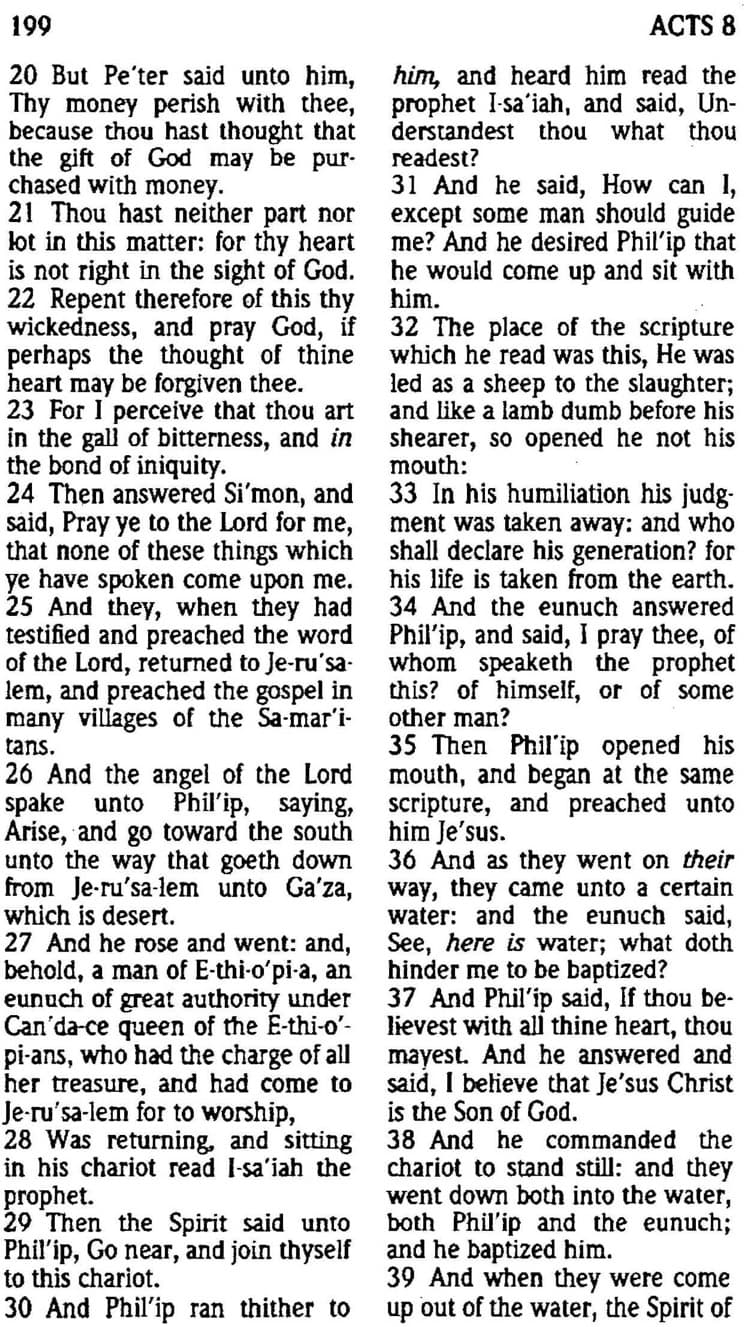 199
ACTS 8
20 But Pe′ter said unto him,
Thy money perish with thee,
because thou hast thought that
the gift of God may be pur-
chased with money.
21 Thou hast neither part nor
lot in this matter: for thy heart
is not right in the sight of God.
22 Repent therefore of this thy
wickedness, and pray God, if
perhaps the thought of thine
heart may be forgiven thee.
23 For I perceive that thou art
in the gall of bitterness, and in
the bond of iniquity.
24 Then answered Si′mon, and
said, Pray ye to the Lord for me,
that none of these things which
ye have spoken come upon me.
25 And they, when they had
testified and preached the word
of the Lord, returned to Je-ru′sa-
lem, and preached the gospel in
many villages of the Sa-mar′i-
tans.
26 And the angel of the Lord
spake unto Phil′ip, saying,
Arise, and go toward the south
unto the way that goeth down
from Je-ru′sa-lem unto Ga′za,
which is desert.
27 And he rose and went: and,
behold, a man of E-thi-o′pi-a, an
eunuch of great authority under
Can′da-ce queen of the E-thi-o′-
pi-ans, who had the charge of all
her treasure, and had come to
Je-ru′sa-lem for to worship,
28 Was returning, and sitting
in his chariot read I-sa′iah the
prophet.
29 Then the Spirit said unto
Phil′ip, Go near, and join thyself
to this chariot.
30 And Phil′ip ran thither to
him, and heard him read the
prophet I-sa′iah, and said, Un-
derstandest thou what thou
readest?
31 And he said, How can I,
except some man should guide
me? And he desired Phil′ip that
he would come up and sit with
him.
32 The place of the scripture
which he read was this, He was
led as a sheep to the slaughter;
and like a lamb dumb before his
shearer, so opened he not his
mouth:
33 In his humiliation his judg-
ment was taken away: and who
shall declare his generation? for
his life is taken from the earth.
34 And the eunuch answered
Phil′ip, and said, I pray thee, of
whom speaketh the prophet
this? of himself, or of some
other man?
35 Then Phil′ip opened his
mouth, and began at the same
scripture, and preached unto
him Je′sus.
36 And as they went on their
way, they came unto a certain
water: and the eunuch said,
See, here is water; what doth
hinder me to be baptized?
37 And Phil′ip said, If thou be-
lievest with all thine heart, thou
mayest. And he answered and
said, I believe that Je′sus Christ
is the Son of God.
38 And he commanded the
chariot to stand still: and they
went down both into the water,
both Phil′ip and the eunuch;
and he baptized him.
39 And when they were come
up out of the water, the Spirit of